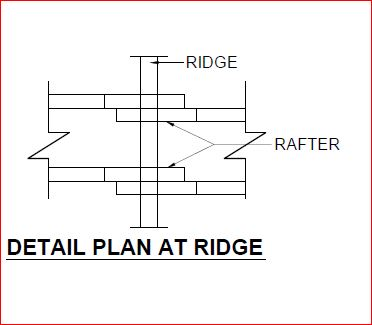 RIDGE
RAFTER
DETAIL PLAN AT RIDGE